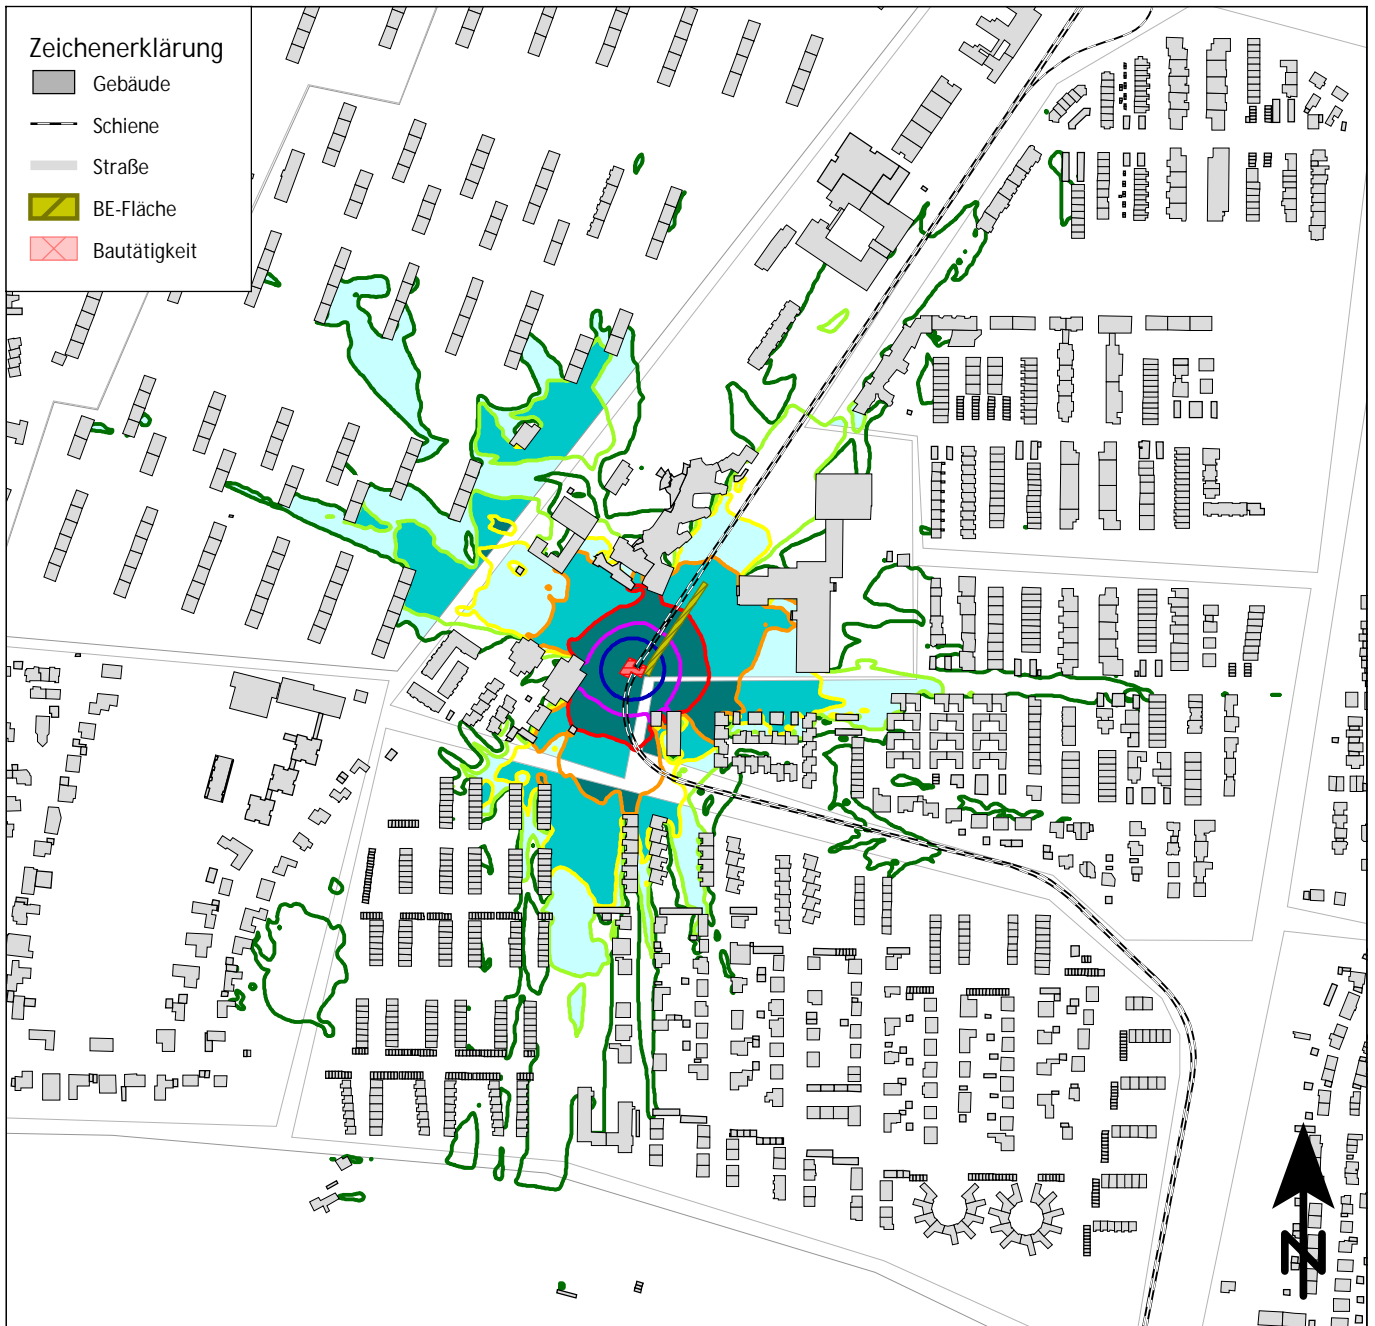 Zeichenerklärung
Gebäude
Schiene
Straße
BE-Fläche
Bautätigkeit
N